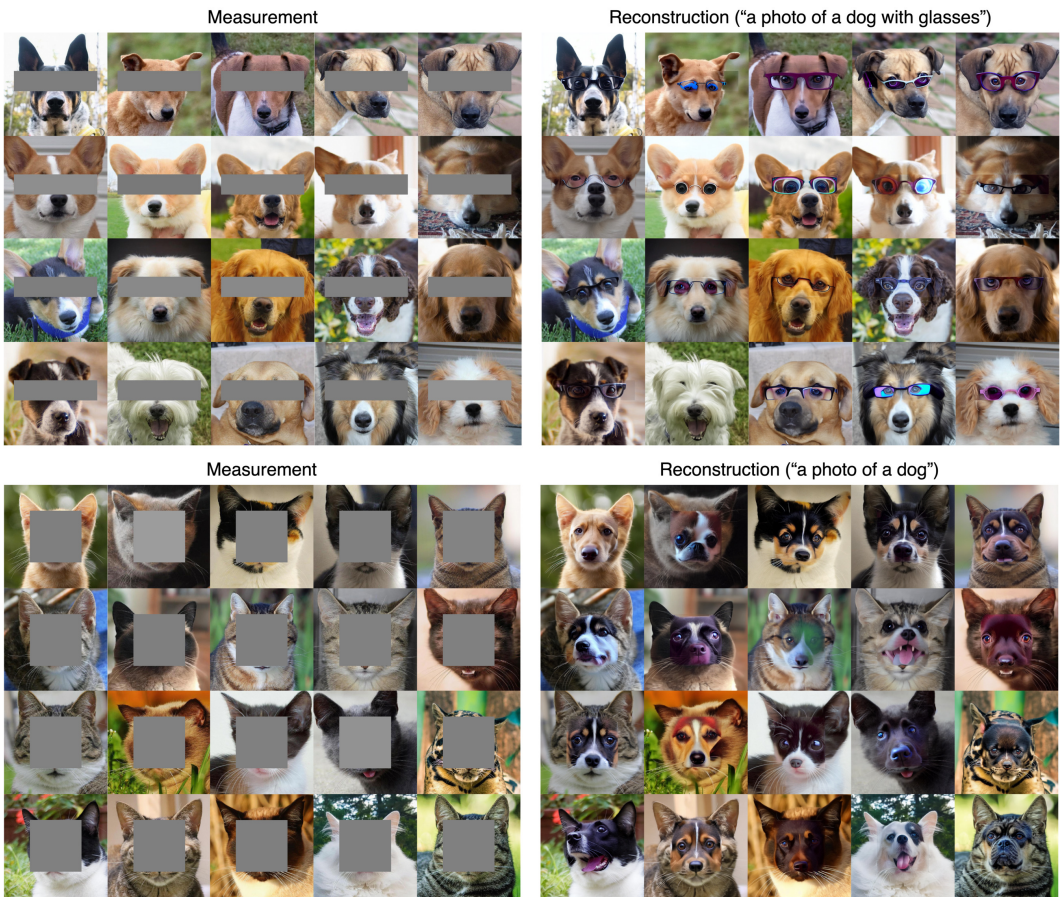 Measurement
Reconstruction (“a photo of a dog with glasses”)
Measurement
Reconstruction (“a photo of a dog”)